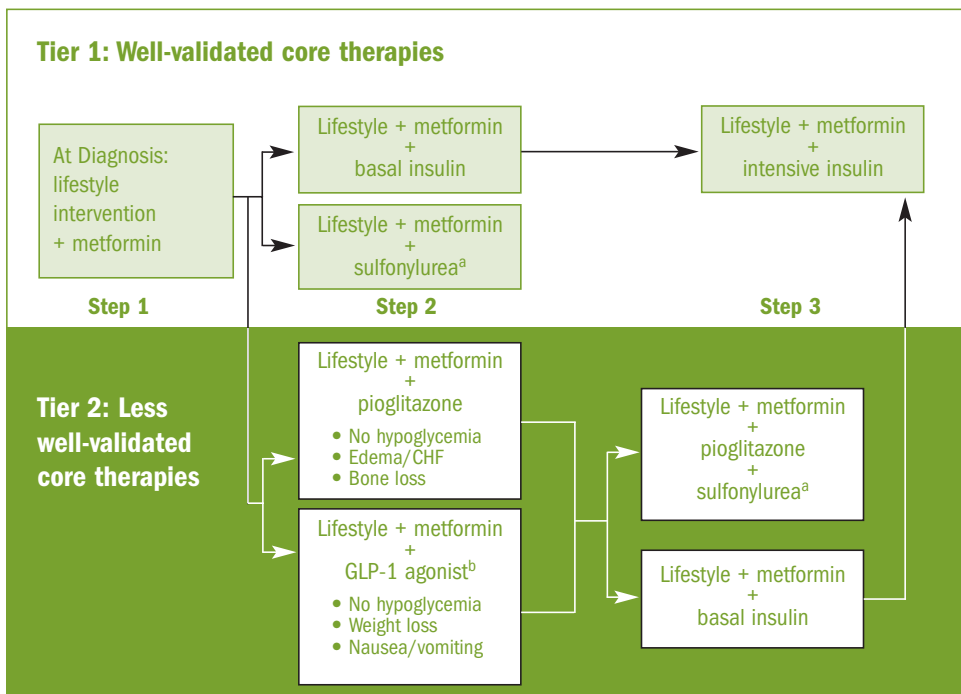 Tier 1: Well-validated core therapies
At Diagnosis:
lifestyle
intervention
+ metformin
Lifestyle + metformin
+
basal insulin
Lifestyle + metformin
+
sulfonylureaᵃ
Lifestyle + metformin
+
intensive insulin
Step 1
Step 2
Step 3
Tier 2: Less
well-validated
core therapies
Lifestyle + metformin
+
pioglitazone
• No hypoglycemia
• Edema/CHF
• Bone loss
Lifestyle + metformin
+
GLP-1 agonistᵇ
• No hypoglycemia
• Weight loss
• Nausea/vomiting
Lifestyle + metformin
+
pioglitazone
+
sulfonylureaᵃ
Lifestyle + metformin
+
basal insulin